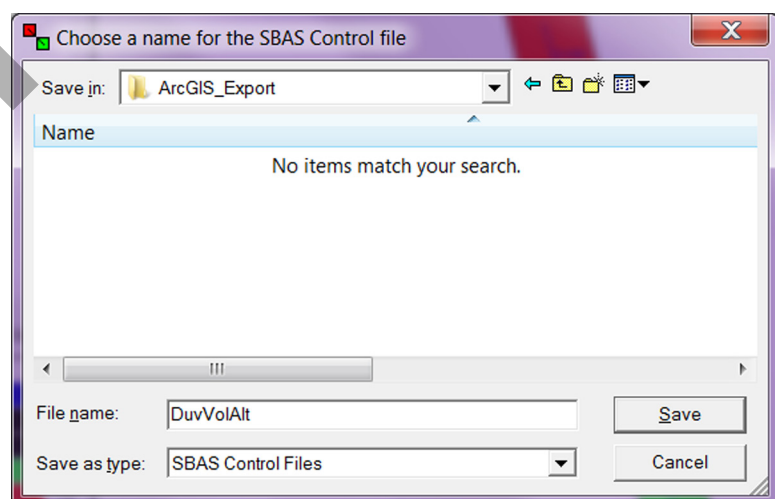 Choose a name for the SBAS Control file
X
Save in: ArcGIS_Export
Name
No items match your search.
File name: DuvVolAlt Save
Save as type: SBAS Control Files Cancel